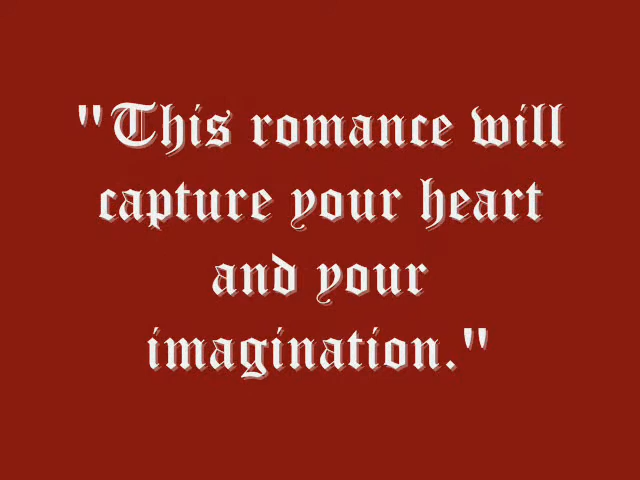 "This romance will
capture your heart
and your
imagination."